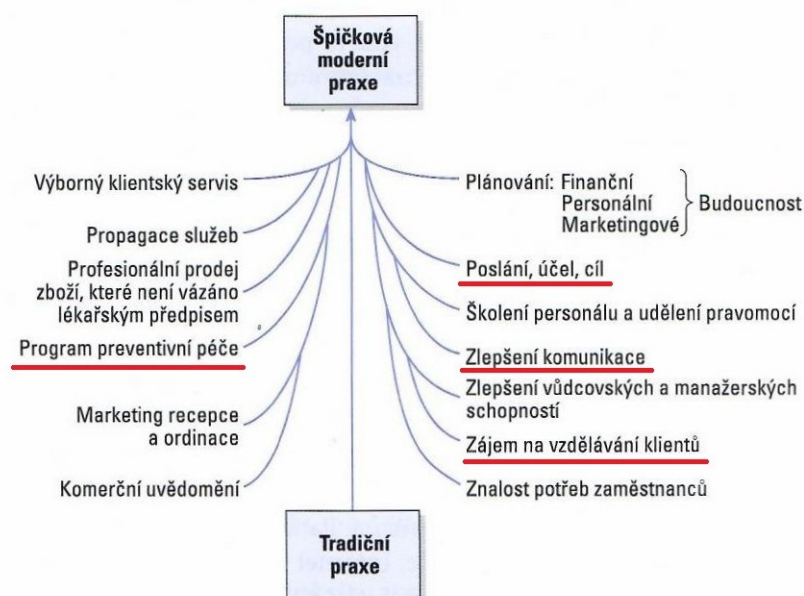 Špičková
moderní
praxe
Výborný klientský servis
Propagace služeb
Profesionální prodej
zboží, které není vázáno
lékařským předpisem
Program preventivní péče
Marketing recepce
a ordinace
Komerční uvědomění
Plánování: Finanční
Personální
Marketingové
Budoucnost
Poslání, účel, cíl
Školení personálu a udělení pravomocí
Zlepšení komunikace
Zlepšení vůdcovských a manažerských
schopností
Zájem na vzdělávání klientů
Znalost potřeb zaměstnanců
Tradiční
praxe